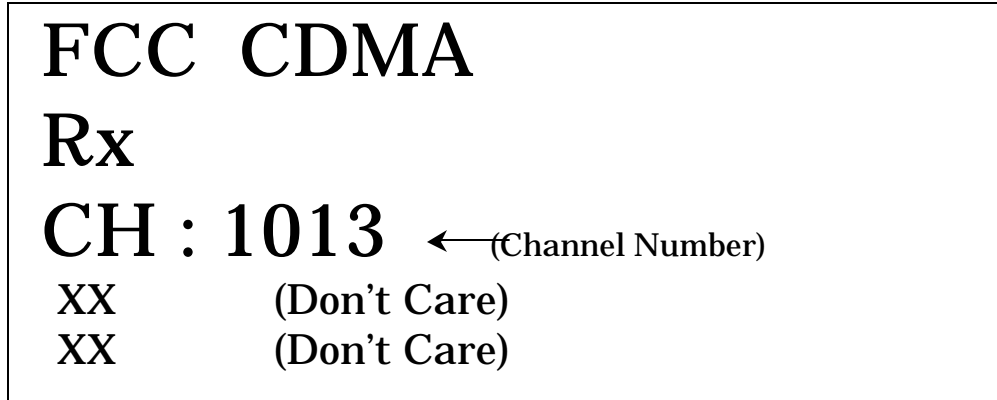 FCC CDMA
Rx
CH : 1013 (Channel Number)
XX (Don't Care)
XX (Don't Care)